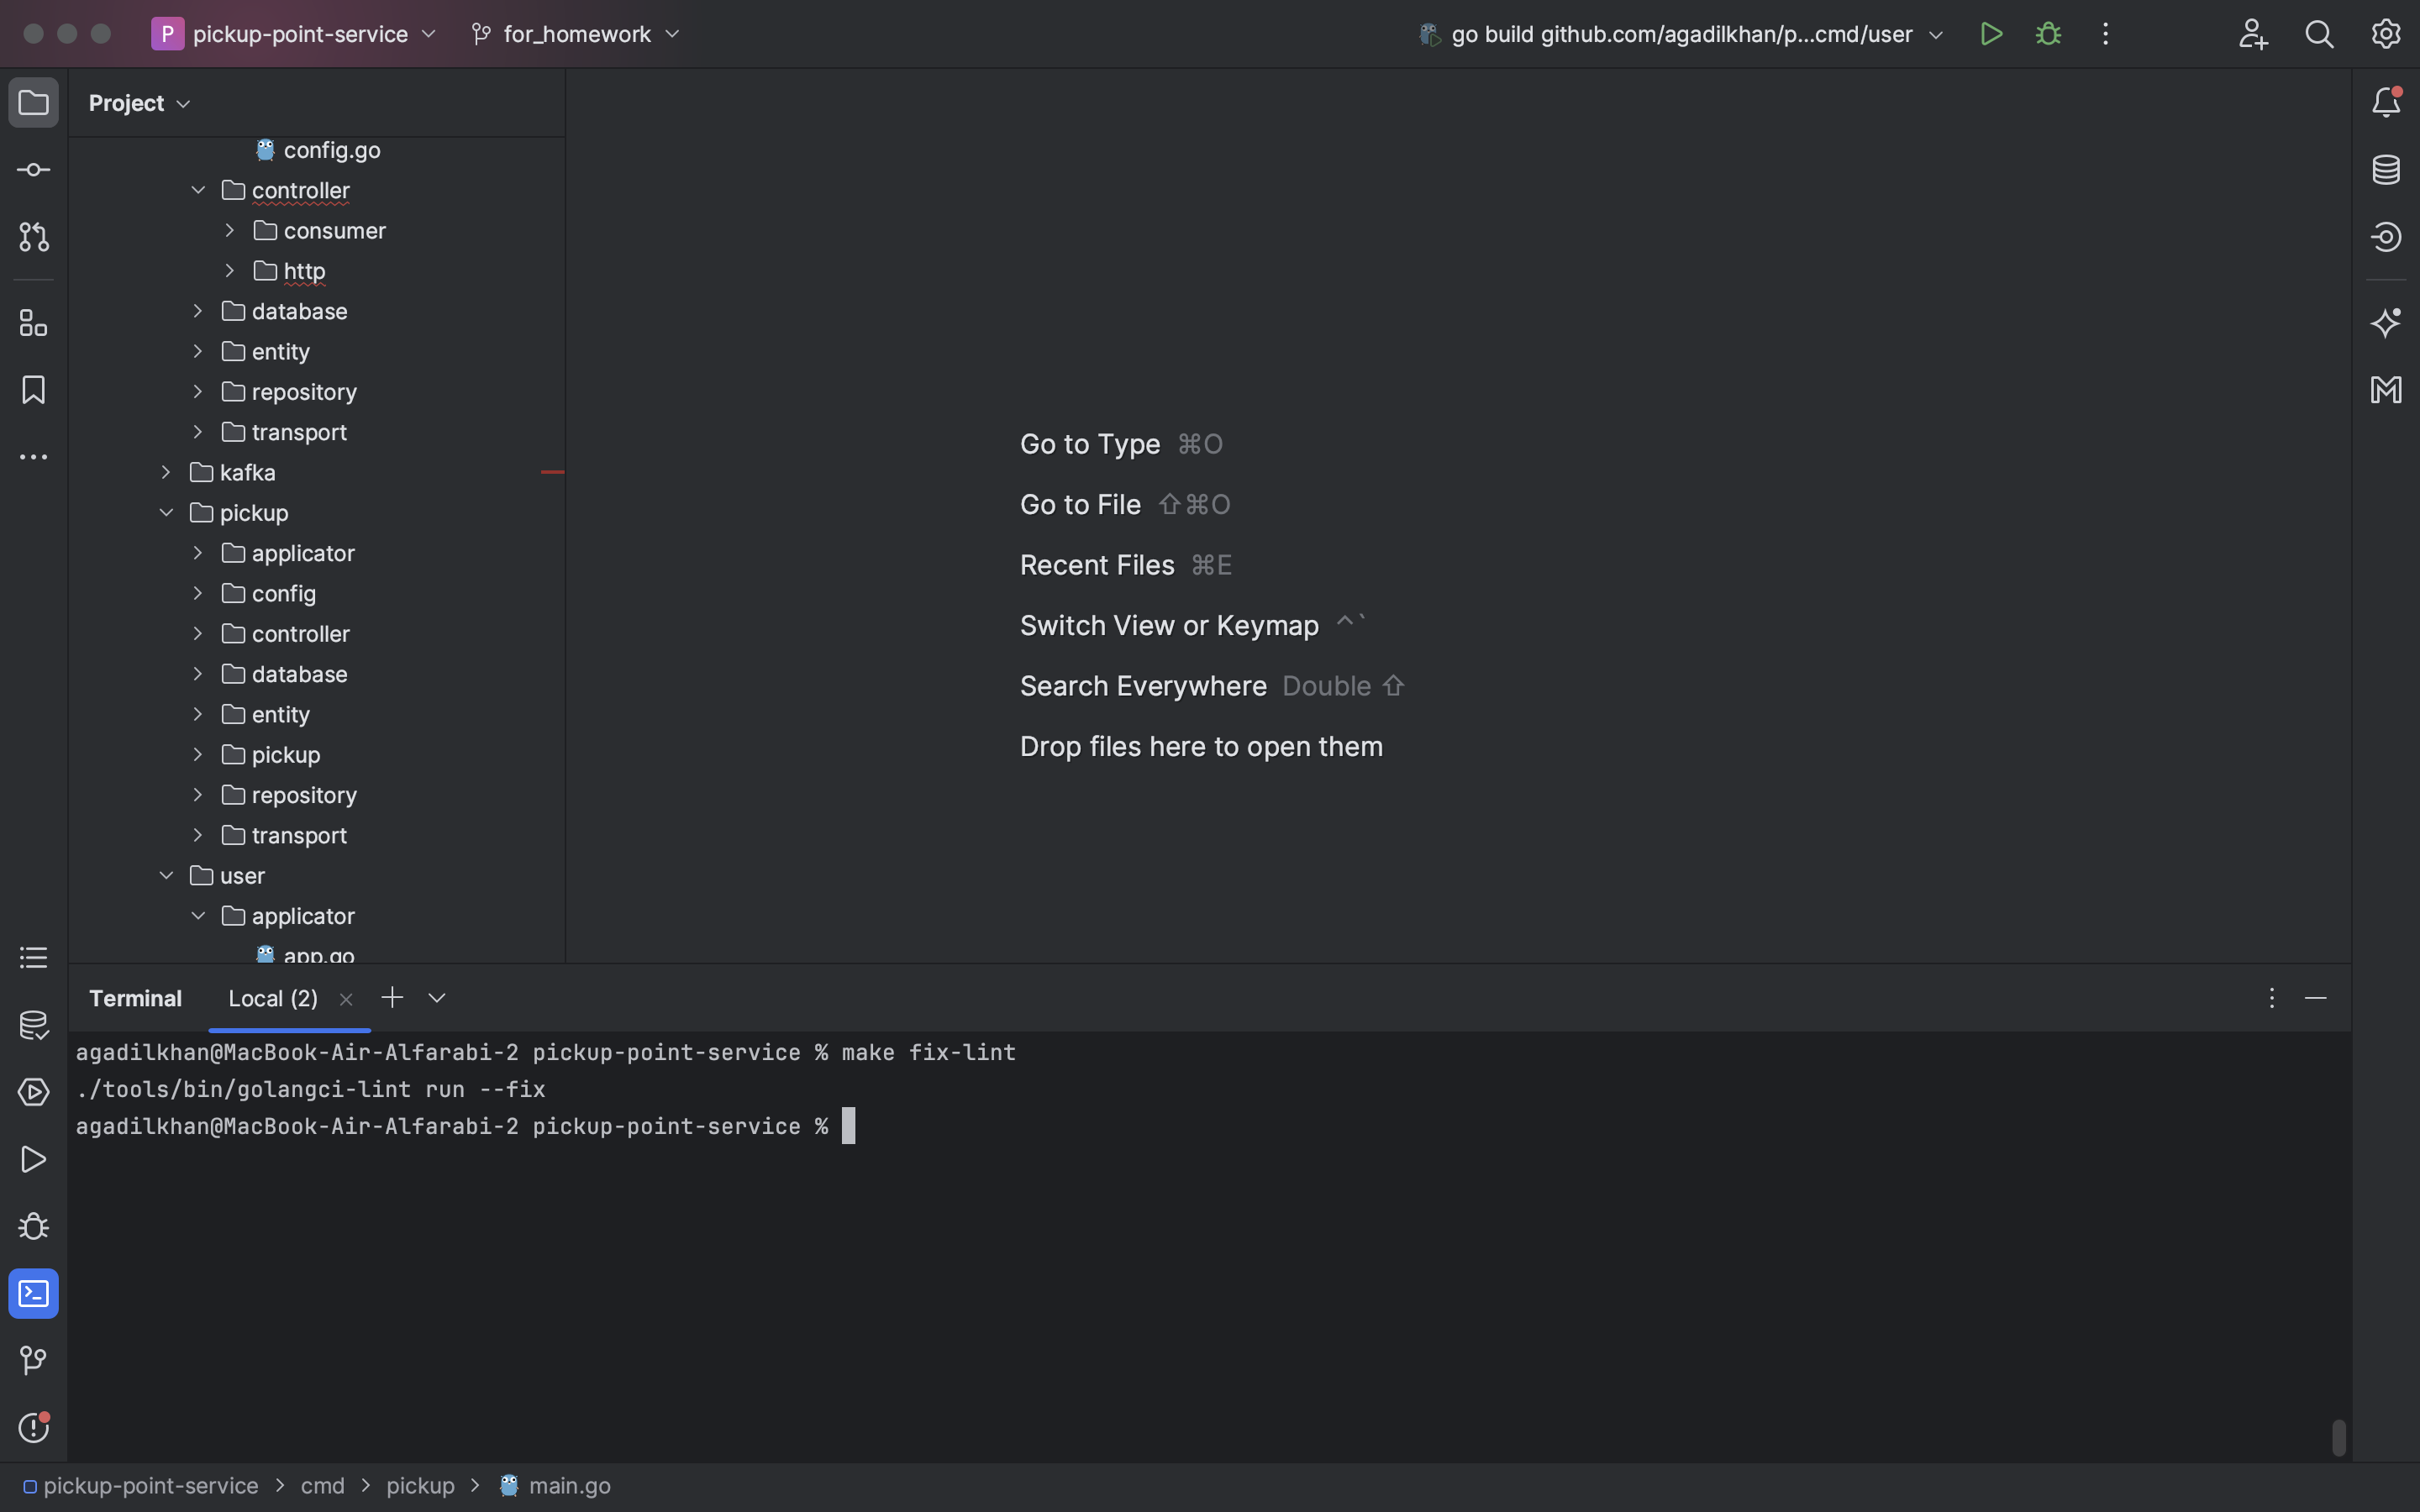 P pickup-point-service for_homework go build github.com/agadilkhan/p...cmd/user
Project
config.go
controller
consumer
http
database
entity
repository
transport
kafka
pickup
applicator
config
controller
database
entity
pickup
repository
transport
user
applicator
app.go
Go to Type ⌘O
Go to File ⇧⌘O
Recent Files ⌘E
Switch View or Keymap ^`
Search Everywhere Double ⇧
Drop files here to open them
Terminal Local (2)
agadilkhan@MacBook-Air-Alfarabi-2 pickup-point-service % make fix-lint
./tools/bin/golangci-lint run --fix
agadilkhan@MacBook-Air-Alfarabi-2 pickup-point-service %
pickup-point-service > cmd > pickup > main.go